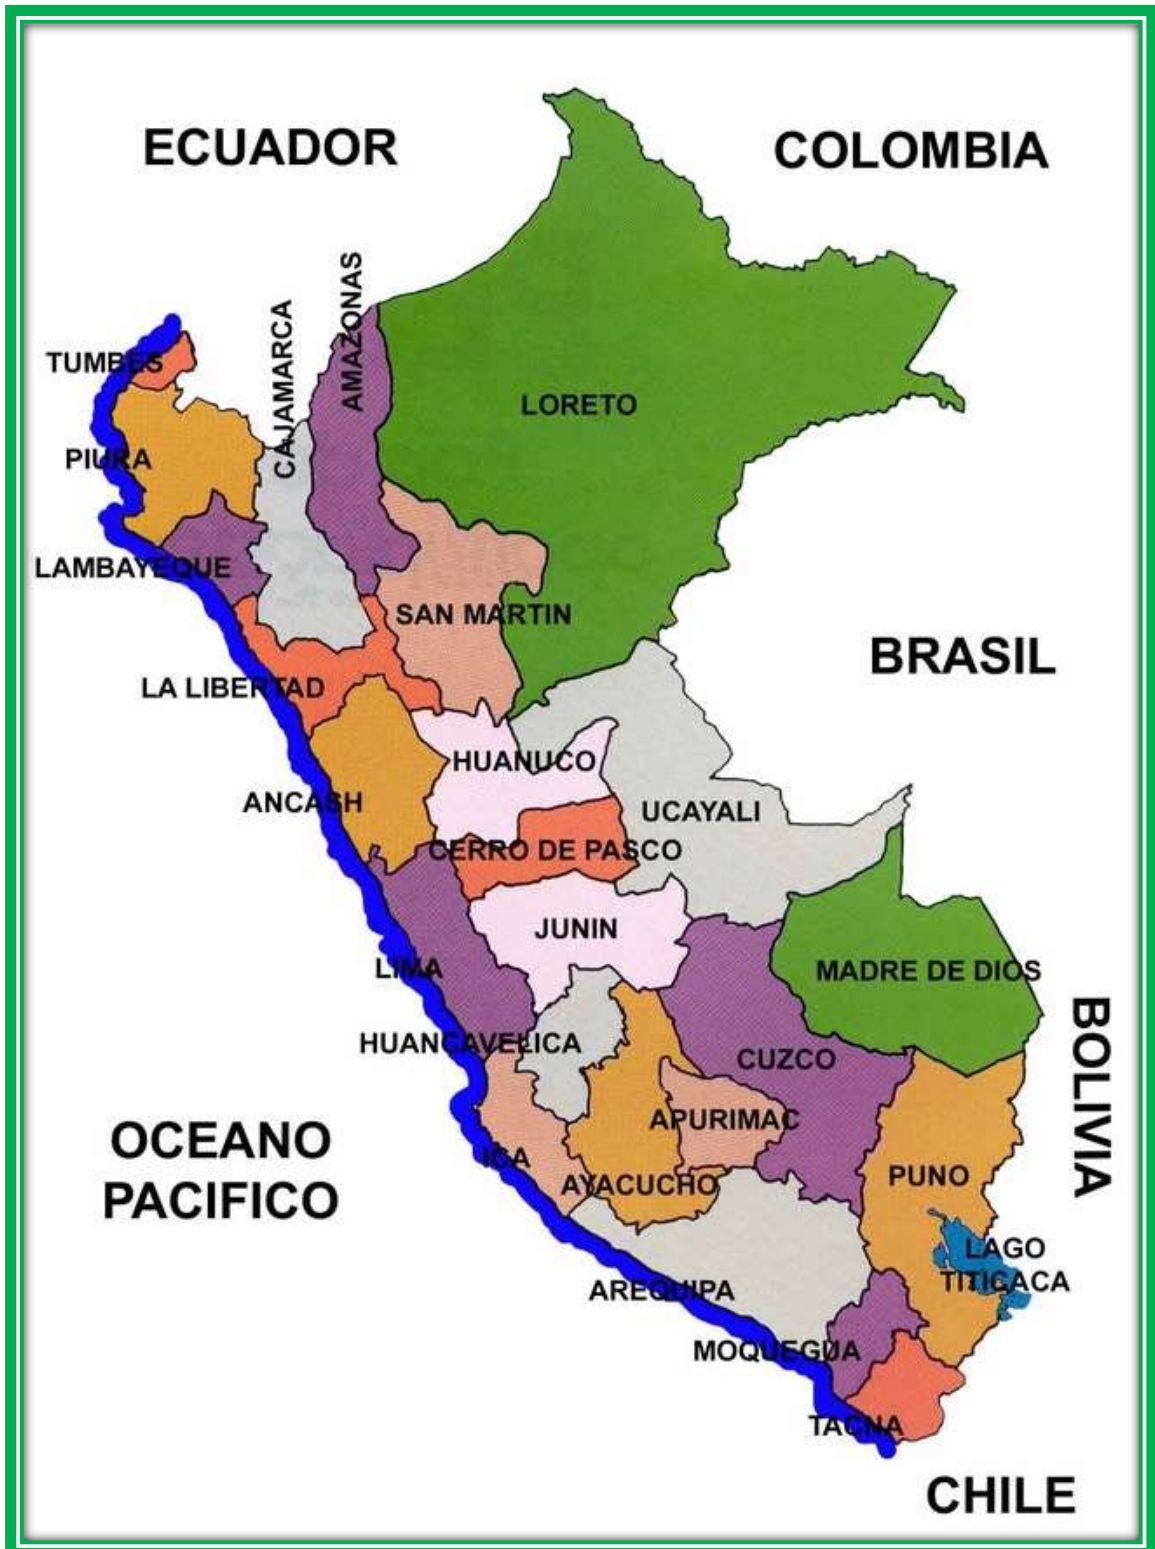 ECUADOR
COLOMBIA
AMAZONAS
CAJAMARCA
TUMBES
LORETO
PIURA
LAMBAYEQUE
SAN MARTIN
BRASIL
LA LIBERTAD
HUANUCO
ANCASH
UCAYALI
CERRO DE PASCO
JUNIN
LIMA
MADRE DE DIOS
HUANCAVELICA
CUZCO
BOLIVIA
APURIMAC
OCEANO
PACIFICO
ICA
AYACUCHO
PUNO
LAGO
TITICACA
AREQUIPA
MOQUEGUA
TACNA
CHILE